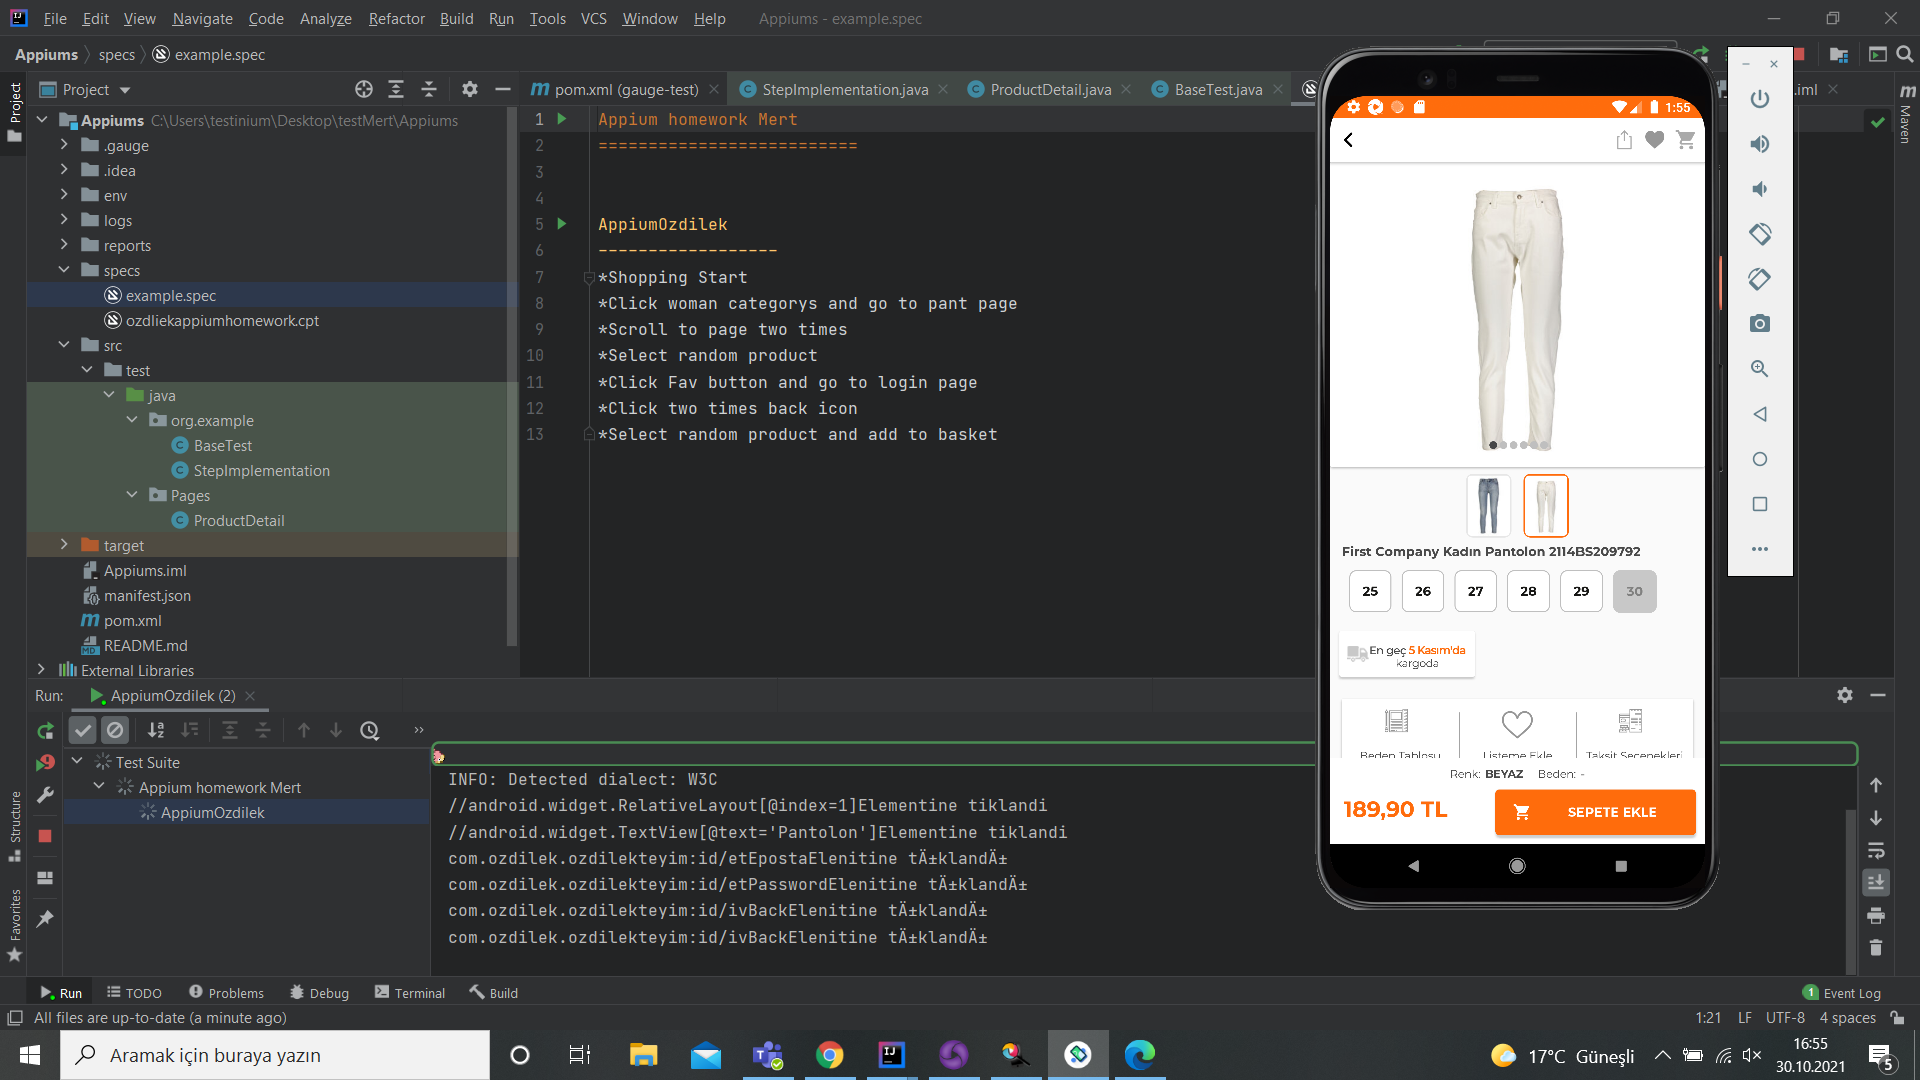 File Edit View Navigate Code Analyze Refactor Build Run Tools VCS Window Help Appiums - example.spec
Appiums specs example.spec
Project
pom.xml (gauge-test) StepImplementation.java ProductDetail.java BaseTest.java .iml
Project
Maven
Appiums C:\Users\testinium\Desktop\testMert\Appiums
.gauge
.idea
env
logs
reports
specs
example.spec
ozdliekappiumhomework.cpt
src
test
java
org.example
BaseTest
StepImplementation
Pages
ProductDetail
target
Appiums.iml
manifest.json
pom.xml
README.md
External Libraries
1 Appium homework Mert
2 ==========================
3
4
5 AppiumOzdilek
6 ------------------
7 *Shopping Start
8 *Click woman categorys and go to pant page
9 *Scroll to page two times
10 *Select random product
11 *Click Fav button and go to login page
12 *Click two times back icon
13 *Select random product and add to basket
1:55
First Company Kadın Pantolon 2114BS209792
25 26 27 28 29 30
En geç 5 Kasım'da
kargoda
Beden Tablosu Listeme Ekle Taksit Seçenekleri
Renk: BEYAZ Beden: -
189,90 TL SEPETE EKLE
Run: AppiumOzdilek (2)
Test Suite
Appium homework Mert
AppiumOzdilek
INFO: Detected dialect: W3C
//android.widget.RelativeLayout[@index=1]Elementine tiklandi
//android.widget.TextView[@text='Pantolon']Elementine tiklandi
com.ozdilek.ozdilekteyim:id/etEpostaElenitine tÄ±klandÄ±
com.ozdilek.ozdilekteyim:id/etPasswordElenitine tÄ±klandÄ±
com.ozdilek.ozdilekteyim:id/ivBackElenitine tÄ±klandÄ±
com.ozdilek.ozdilekteyim:id/ivBackElenitine tÄ±klandÄ±
Structure
Favorites
Run TODO Problems Debug Terminal Build 1 Event Log
All files are up-to-date (a minute ago) 1:21 LF UTF-8 4 spaces
Aramak için buraya yazın
17°C Güneşli
16:55
30.10.2021
5